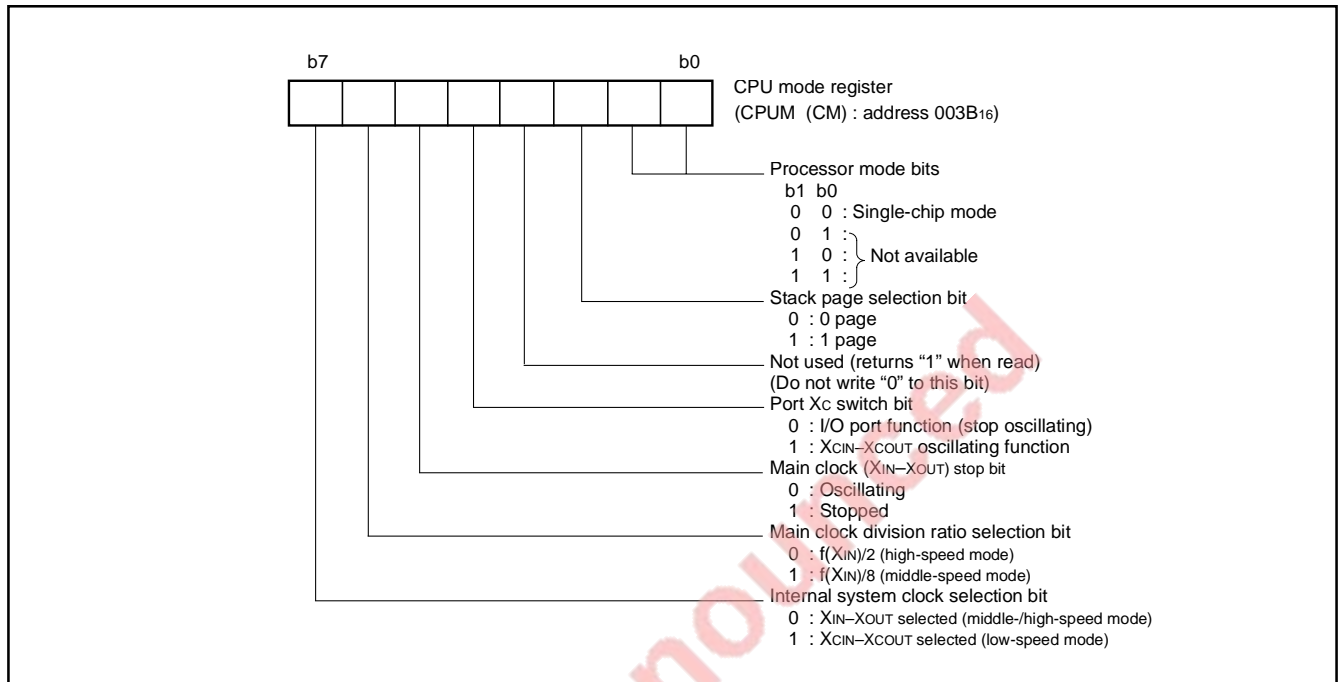 b7 b0
CPU mode register
(CPUM (CM) : address 003B16)
Processor mode bits
b1 b0
0 0 : Single-chip mode
0 1 :
1 0 : Not available
1 1 :
Stack page selection bit
0 : 0 page
1 : 1 page
Not used (returns “1” when read)
(Do not write “0” to this bit)
Port XC switch bit
0 : I/O port function (stop oscillating)
1 : XCIN–XCOUT oscillating function
Main clock (XIN–XOUT) stop bit
0 : Oscillating
1 : Stopped
Main clock division ratio selection bit
0 : f(XIN)/2 (high-speed mode)
1 : f(XIN)/8 (middle-speed mode)
Internal system clock selection bit
0 : XIN–XOUT selected (middle-/high-speed mode)
1 : XCIN–XCOUT selected (low-speed mode)
nounced